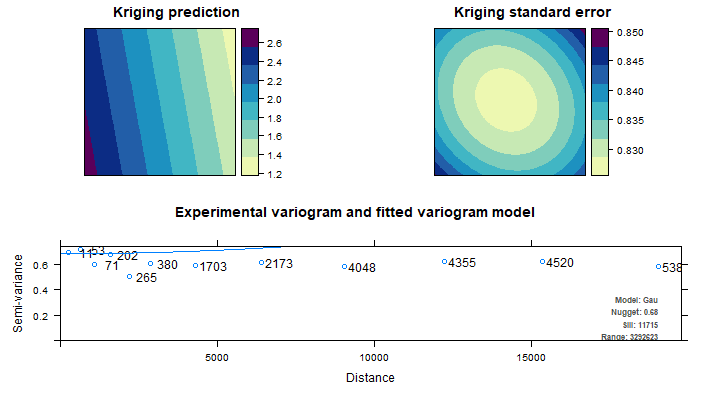 Kriging prediction
Kriging standard error
2.6
2.4
2.2
2.0
1.8
1.6
1.4
1.2
0.850
0.845
0.840
0.835
0.830
Experimental variogram and fitted variogram model
Semi-variance
0.6
0.4
0.2
11 53 71 202 265 380 1703 2173 4048 4355 4520 538
Model: Gau
Nugget: 0.68
Sill: 11715
Range: 3292623
5000 10000 15000
Distance